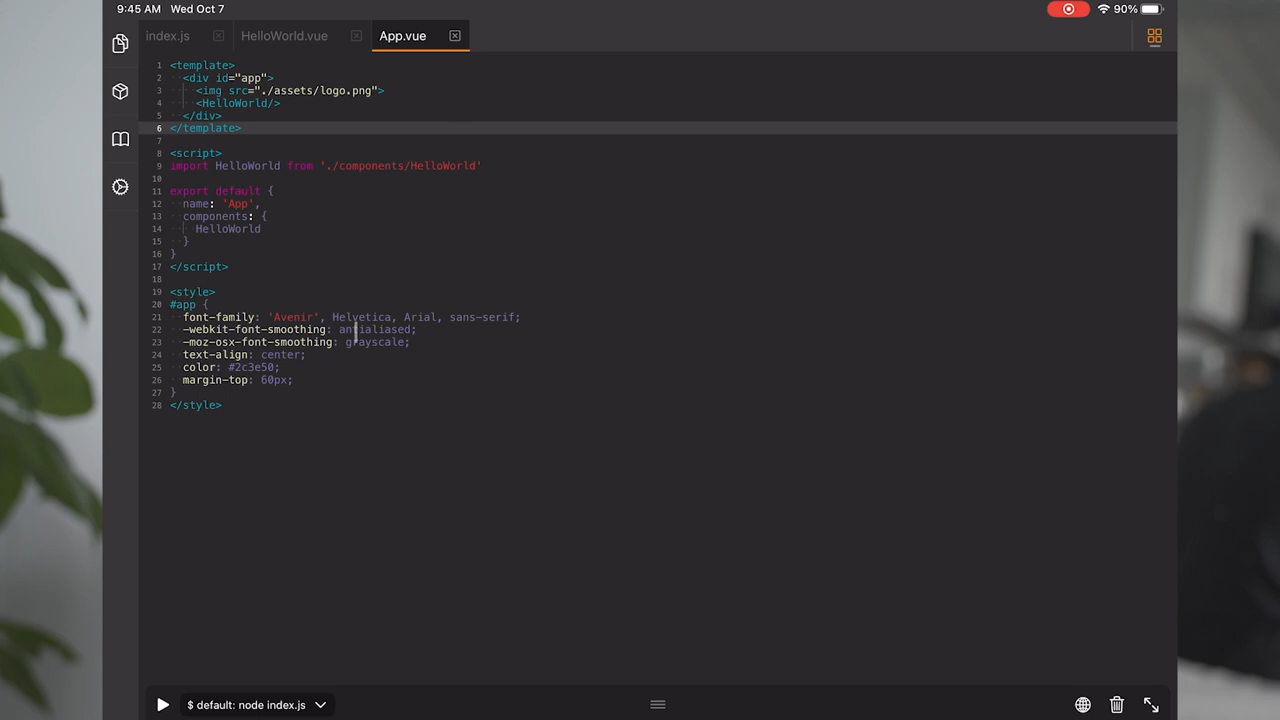 9:45 AM Wed Oct 7
90%
index.js
HelloWorld.vue
App.vue
1 <template>
2 <div id="app">
3 <img src="./assets/logo.png">
4 <HelloWorld/>
5 </div>
6 </template>
7
8 <script>
9 import HelloWorld from './components/HelloWorld'
10
11 export default {
12 name: 'App',
13 components: {
14 HelloWorld
15 }
16 }
17 </script>
18
19 <style>
20 #app {
21 font-family: 'Avenir', Helvetica, Arial, sans-serif;
22 -webkit-font-smoothing: antialiased;
23 -moz-osx-font-smoothing: grayscale;
24 text-align: center;
25 color: #2c3e50;
26 margin-top: 60px;
27 }
28 </style>
$ default: node index.js